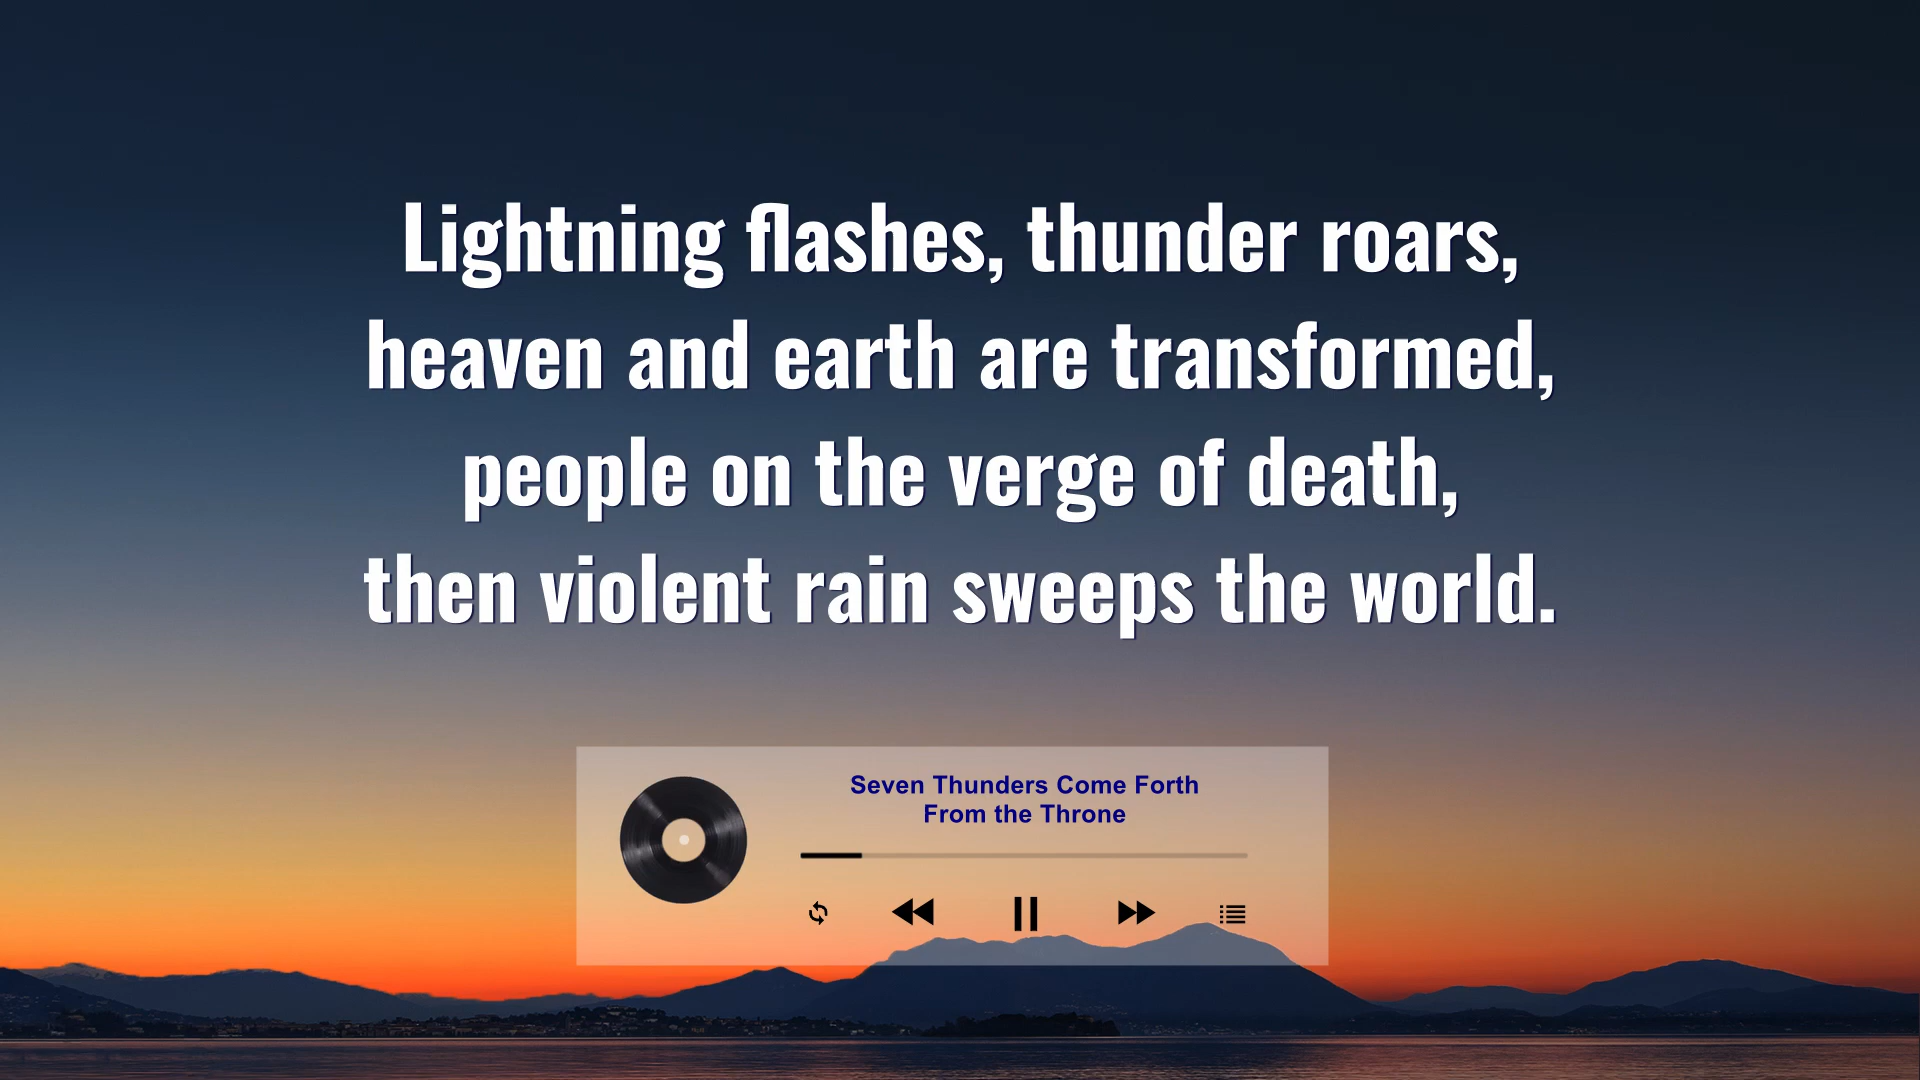 Lightning flashes, thunder roars,
heaven and earth are transformed,
people on the verge of death,
then violent rain sweeps the world.
Seven Thunders Come Forth
From the Throne